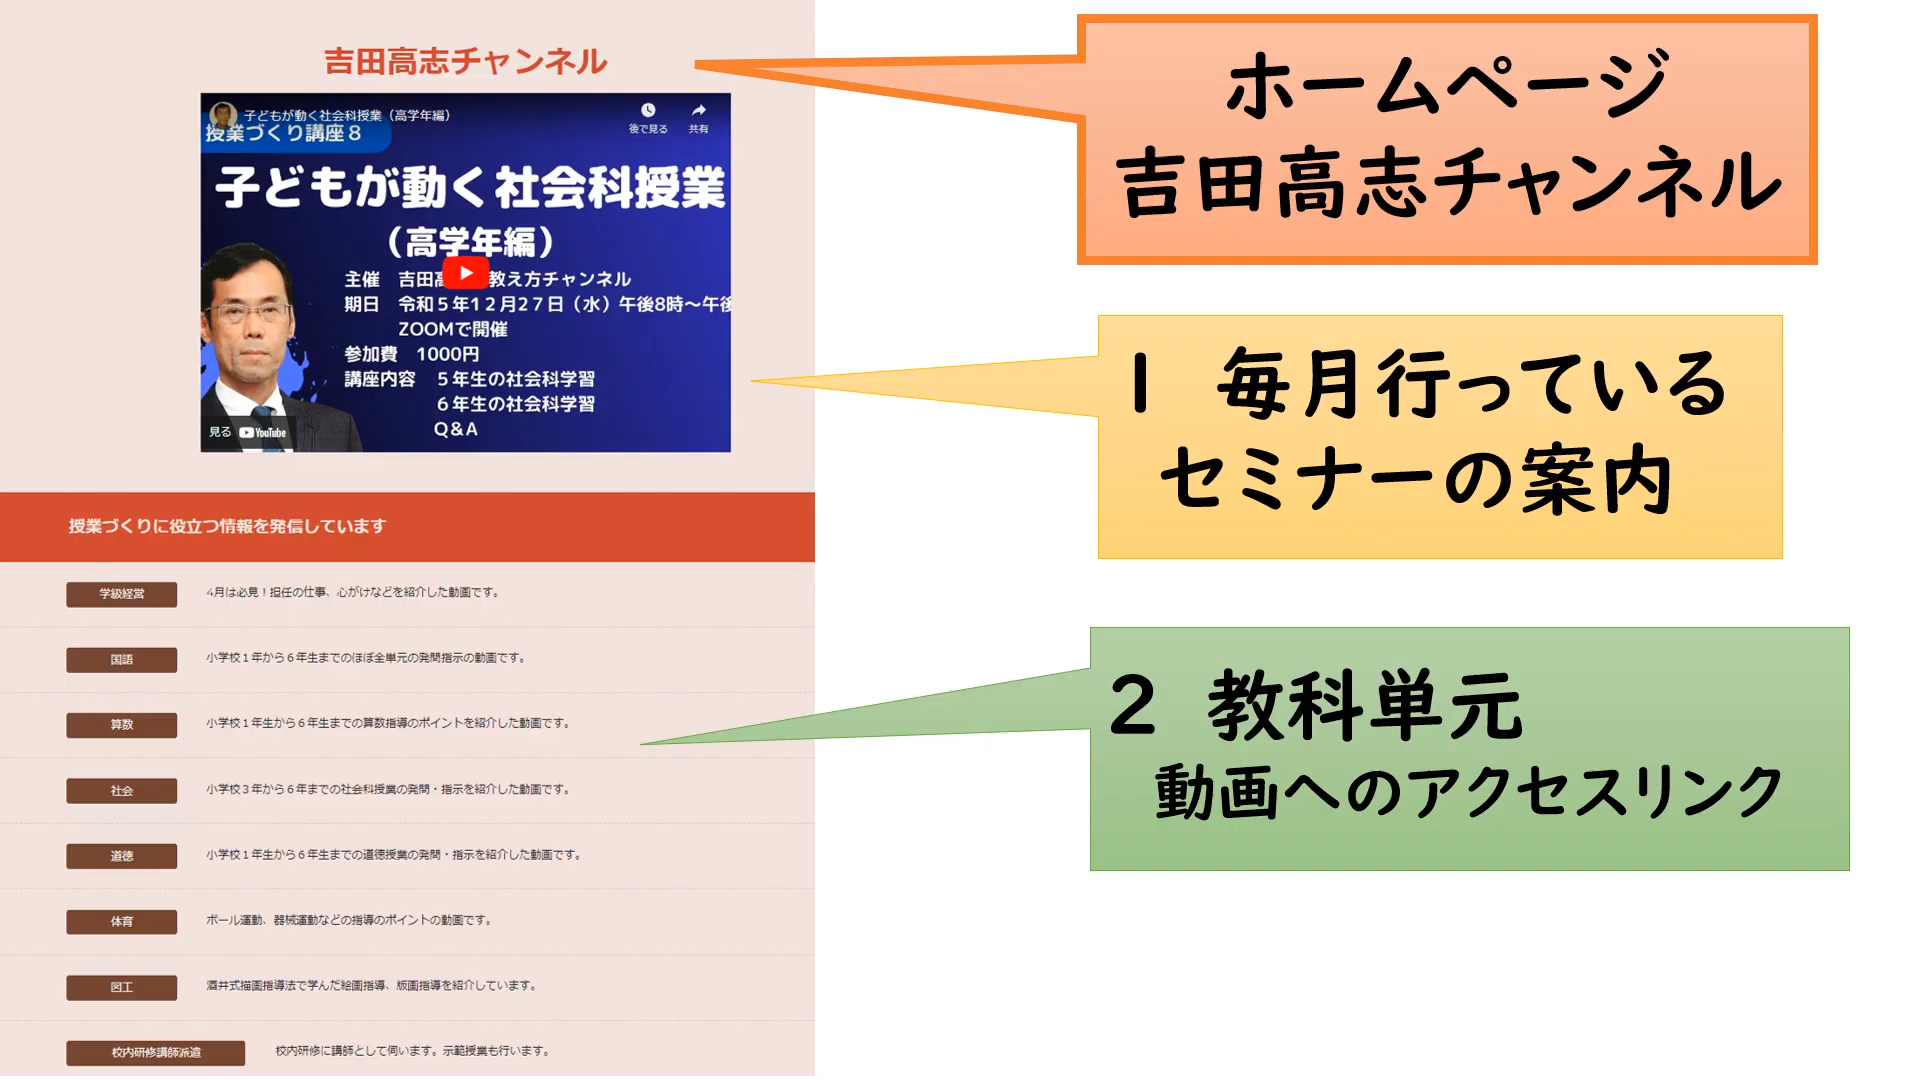 吉田高志チャンネル
子どもが動く社会科授業（高学年編）
後で見る
共有
授業づくり講座８
子どもが動く社会科授業
（高学年編）
主催　吉田高　教え方チャンネル
期日　令和５年１２月２７日（水）午後8時～午後
ZOOMで開催
参加費　1000円
講座内容　５年生の社会科学習
６年生の社会科学習
Q＆A
見る YouTube
授業づくりに役立つ情報を発信しています
学級経営　4月は必見！担任の仕事、心がけなどを紹介した動画です。
国語　小学校１年から６年生までのほぼ全単元の発問指示の動画です。
算数　小学校１年生から６年生までの算数指導のポイントを紹介した動画です。
社会　小学校３年から６年までの社会科授業の発問・指示を紹介した動画です。
道徳　小学校１年生から６年生までの道徳授業の発問・指示を紹介した動画です。
体育　ボール運動、器械運動などの指導のポイントの動画です。
図工　酒井式描画指導法で学んだ絵画指導、版画指導を紹介しています。
校内研修講師派遣　校内研修に講師として伺います。示範授業も行います。
ホームページ
吉田高志チャンネル
１　毎月行っている
セミナーの案内
２　教科単元
動画へのアクセスリンク